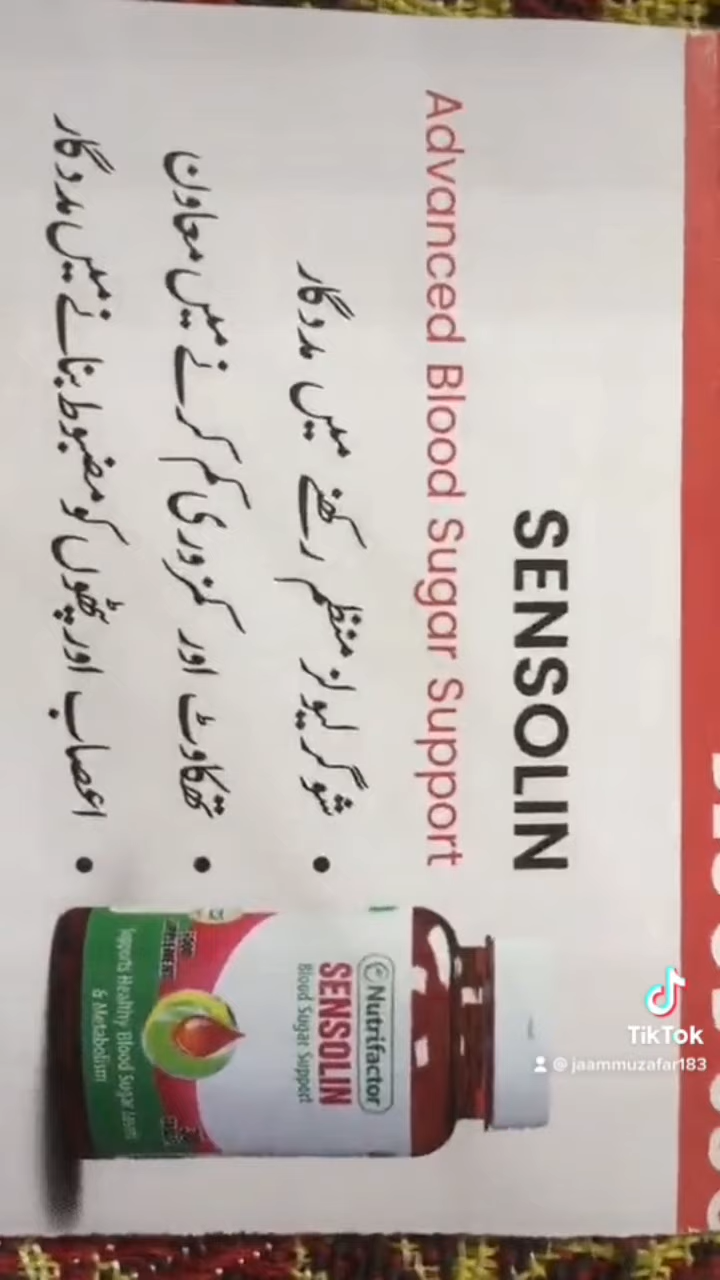 SENSOLIN
Advanced Blood Sugar Support
• شوگر لیولز منظم رکھنے میں مددگار
• تھکاوٹ اور کمزوری کم کرنے میں معاون
• اعصاب اور پٹھوں کو مضبوط بنانے میں مددگار
Nutrifactor
SENSOLIN
Blood Sugar Support
Supports Healthy Blood Sugar Levels
& Metabolism
TikTok
@jaammuzafar183